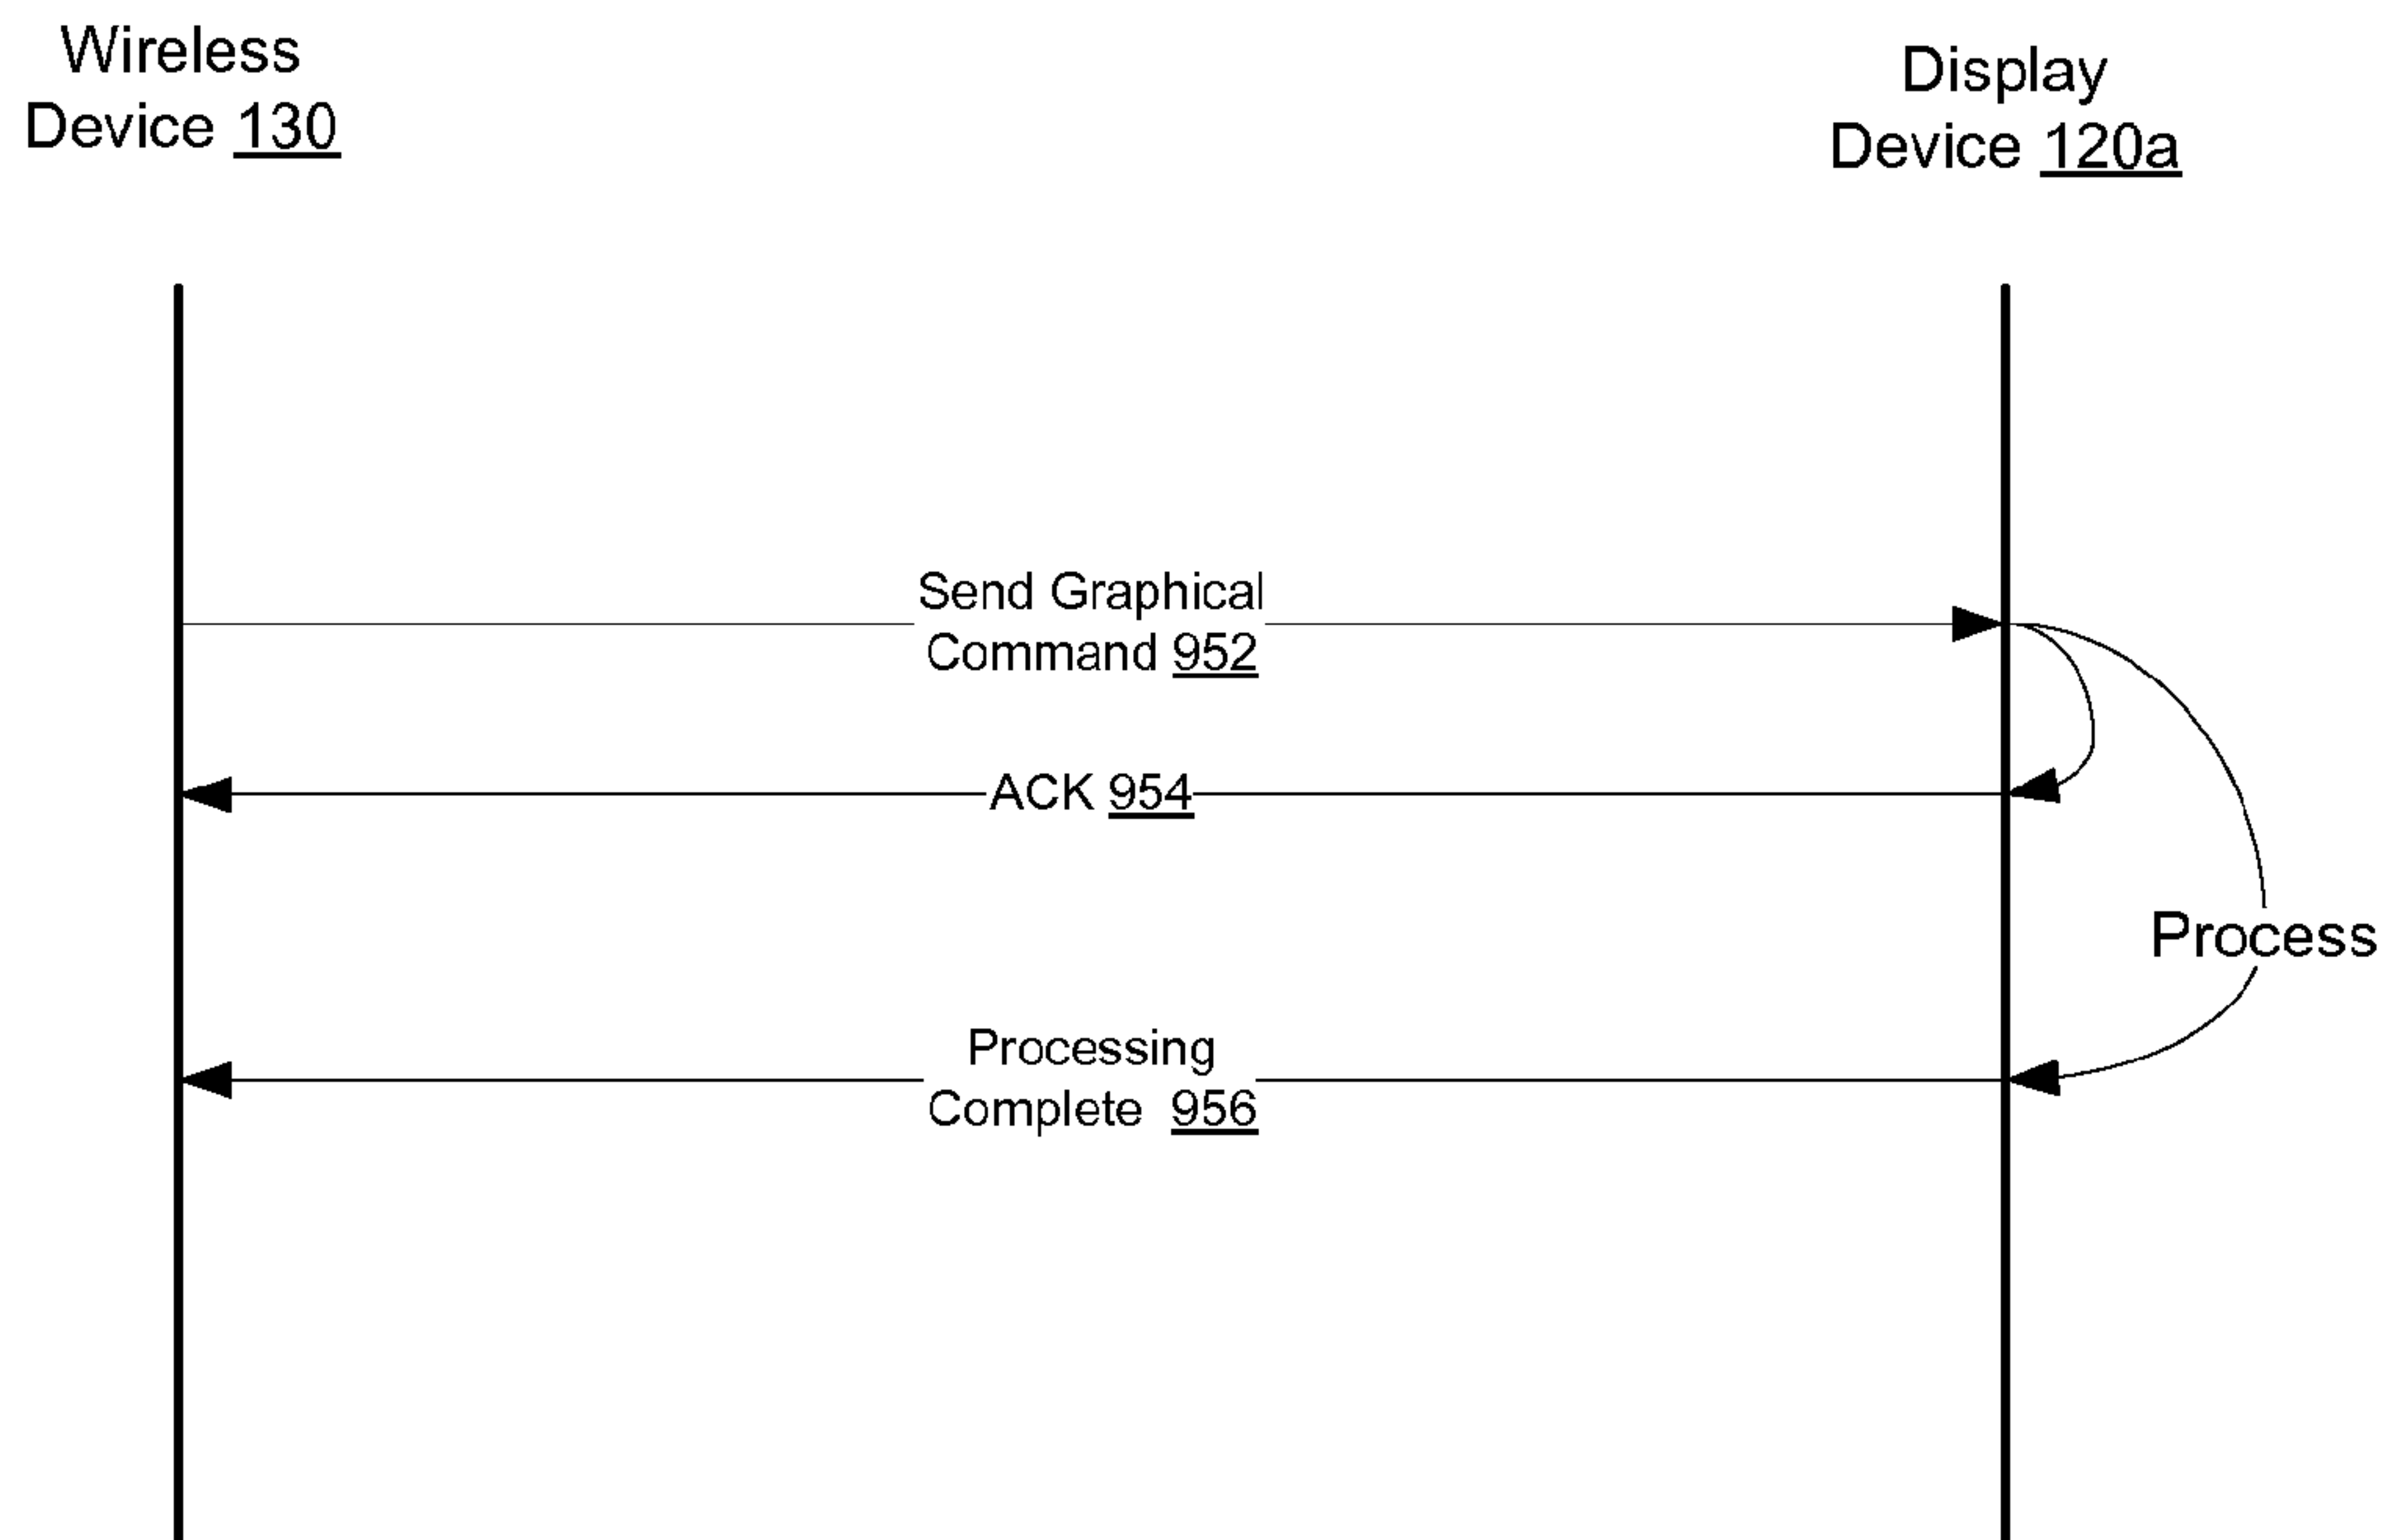 Wireless
Device 130
Display
Device 120a
Send Graphical
Command 952
ACK 954
Process
Processing
Complete 956